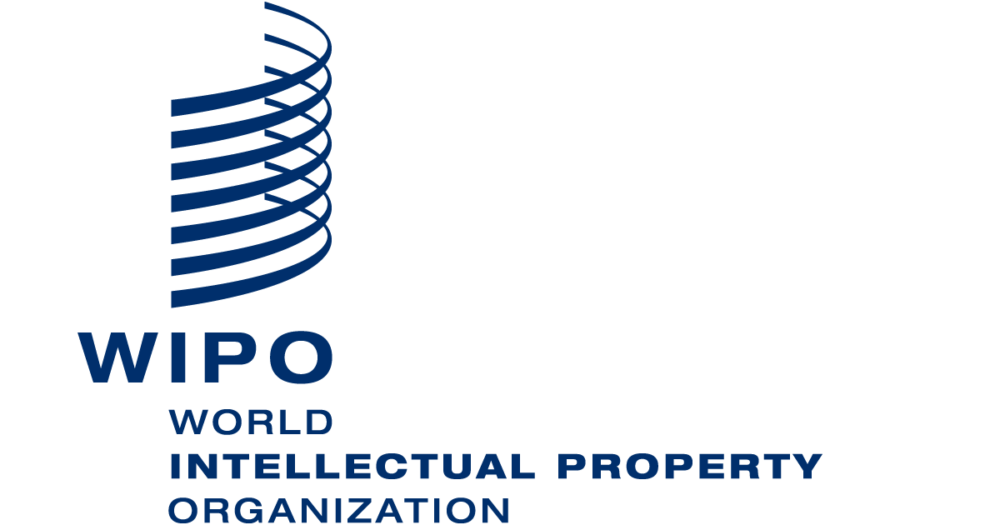 WIPO
WORLD
INTELLECTUAL PROPERTY
ORGANIZATION